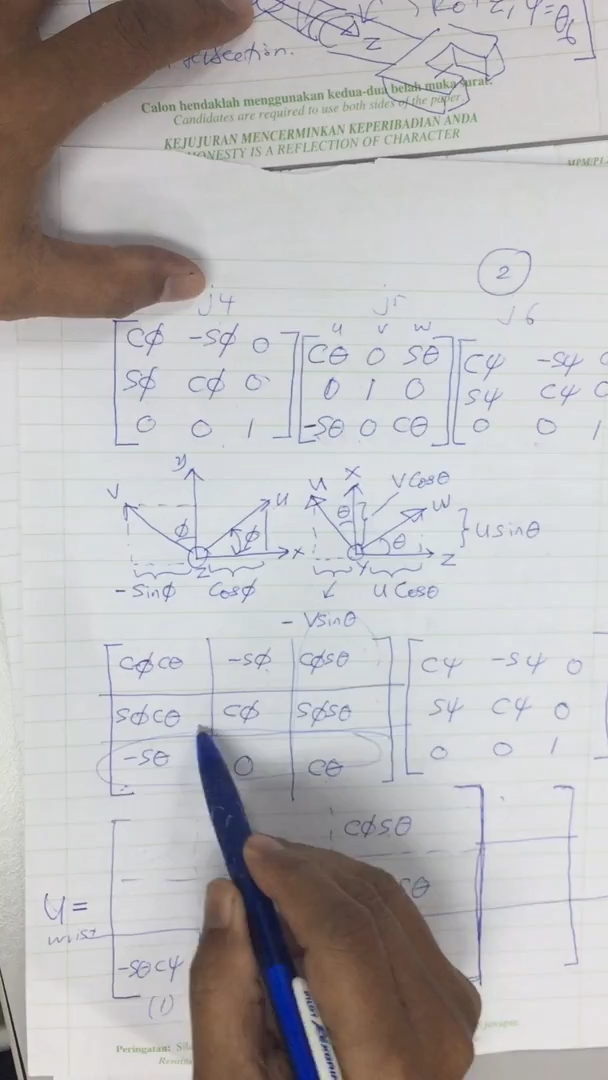 Rot z, ψ = θ6
Calon hendaklah menggunakan kedua-dua belah muka surat.
Candidates are required to use both sides of the paper.
KEJUJURAN MENCERMINKAN KEPERIBADIAN ANDA
HONESTY IS A REFLECTION OF CHARACTER
2
j4 j5 j6
u v w
Cϕ -Sϕ 0 Cθ 0 Sθ Cψ -Sψ
Sϕ Cϕ 0 0 1 0 Sψ Cψ
0 0 1 -Sθ 0 Cθ 0 0 1
v y u x u x V Cosθ w
ϕ ϕ θ θ } U sinθ
z y z
- Sinϕ Cosϕ U Cosθ
- V sinθ
CϕCθ -Sϕ CϕSθ Cψ -Sψ 0
SϕCθ Cϕ SϕSθ Sψ Cψ 0
-Sθ 0 Cθ 0 0 1
CϕSθ
U =
wrist
-SθCψ
(1)
Peringatan: